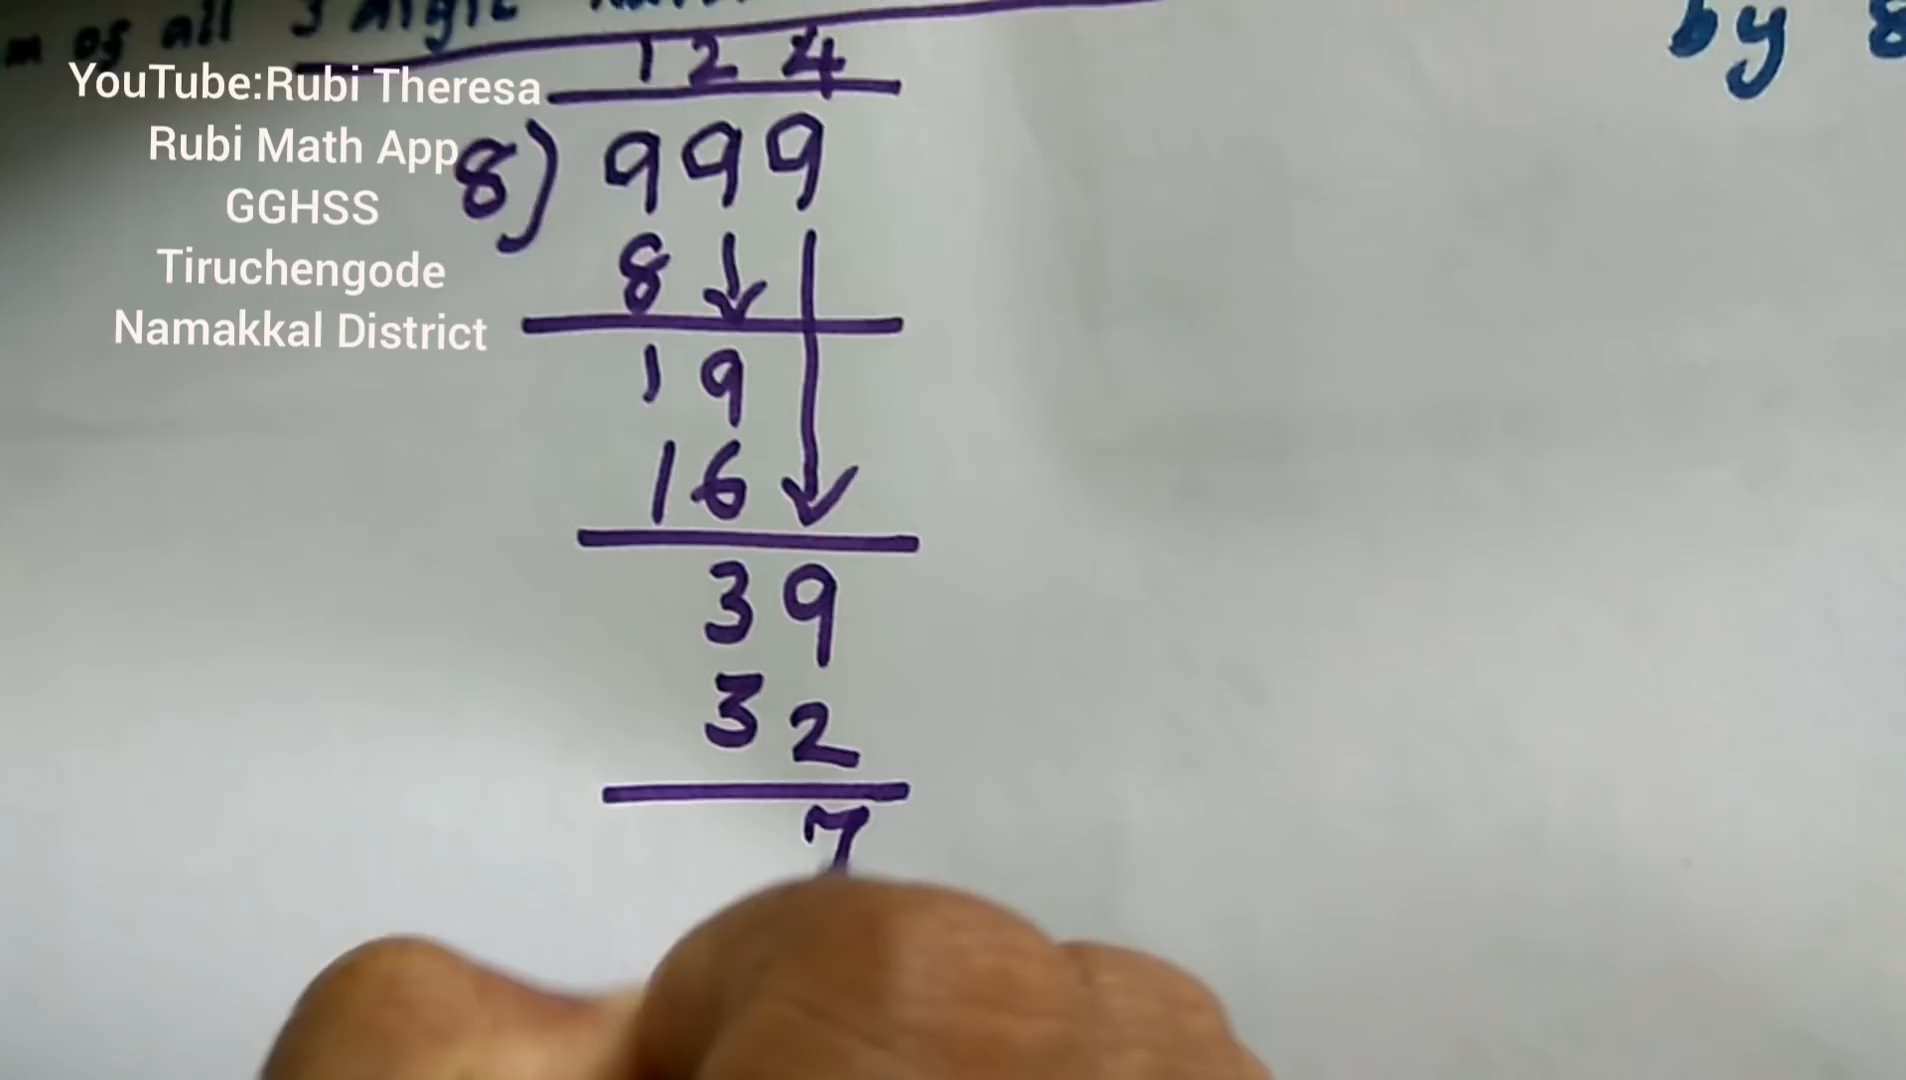 of all 3 digit
by 8
YouTube:Rubi Theresa
Rubi Math App
GGHSS
Tiruchengode
Namakkal District
124
8) 999
8
19
16
39
32
7